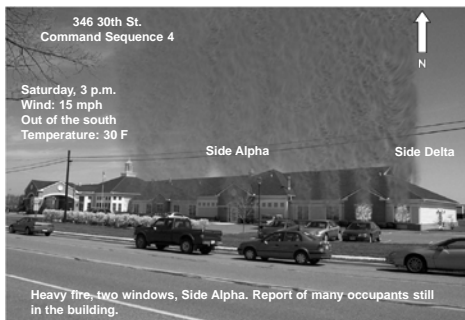 346 30th St.
Command Sequence 4
N
Saturday, 3 p.m.
Wind: 15 mph
Out of the south
Temperature: 30 F
Side Alpha
Side Delta
Heavy fire, two windows, Side Alpha. Report of many occupants still
in the building.